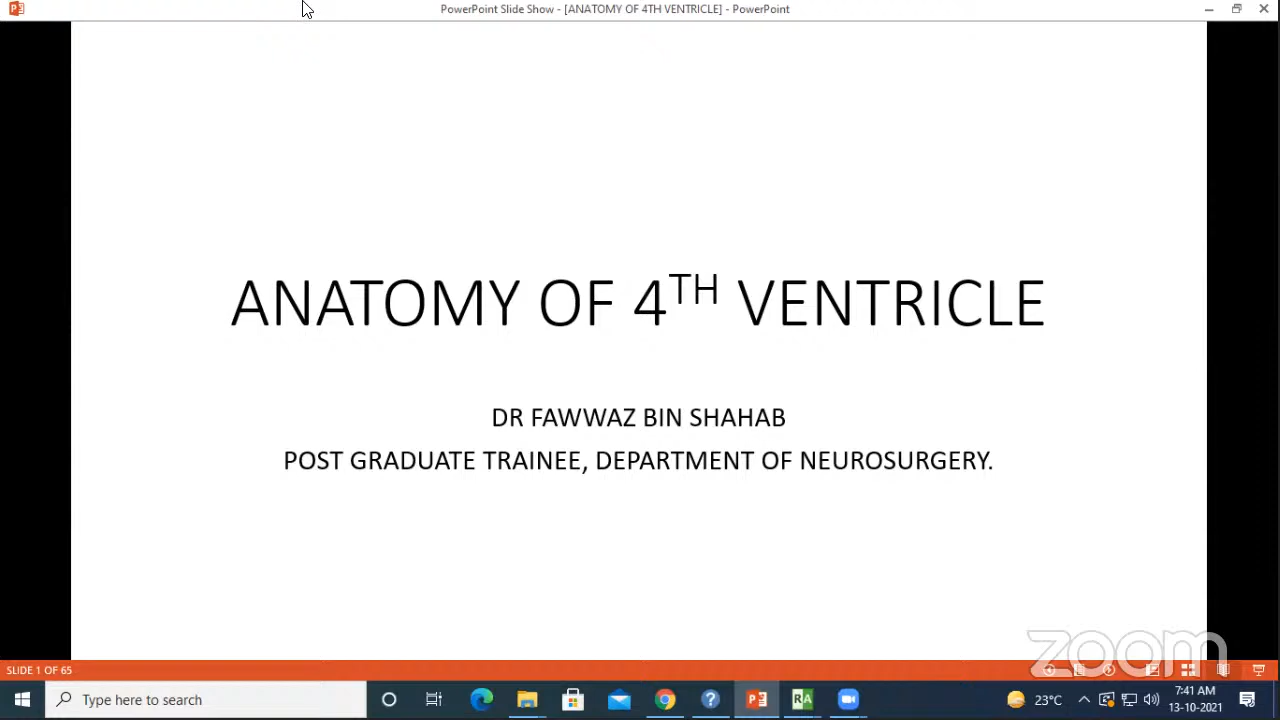 PowerPoint Slide Show - [ANATOMY OF 4TH VENTRICLE] - PowerPoint
ANATOMY OF 4TH VENTRICLE
DR FAWWAZ BIN SHAHAB
POST GRADUATE TRAINEE, DEPARTMENT OF NEUROSURGERY.
zoom
SLIDE 1 OF 65
Type here to search
RA
23°C
7:41 AM
13-10-2021